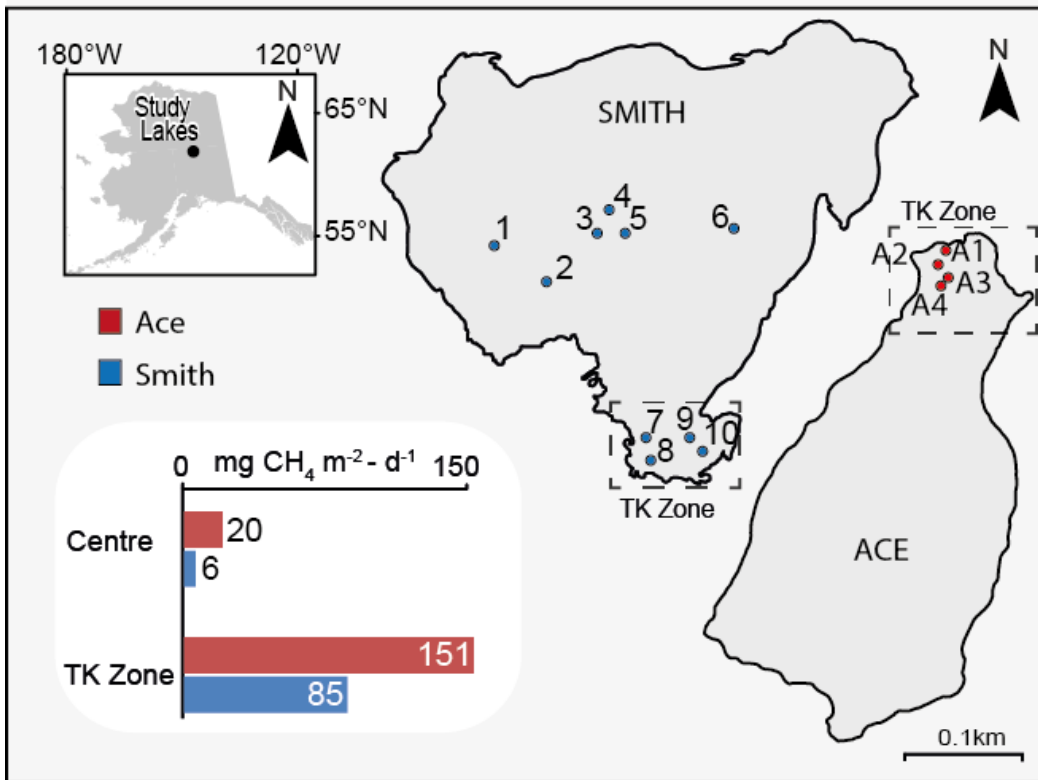 180°W 120°W
N
65°N
55°N
Study
Lakes
Ace
Smith
0 mg CH₄ m⁻² - d⁻¹ 150
Centre
20
6
TK Zone
151
85
SMITH
1
2
3
4
5
6
7
8
9
10
TK Zone
N
TK Zone
A1
A2
A3
A4
ACE
0.1km